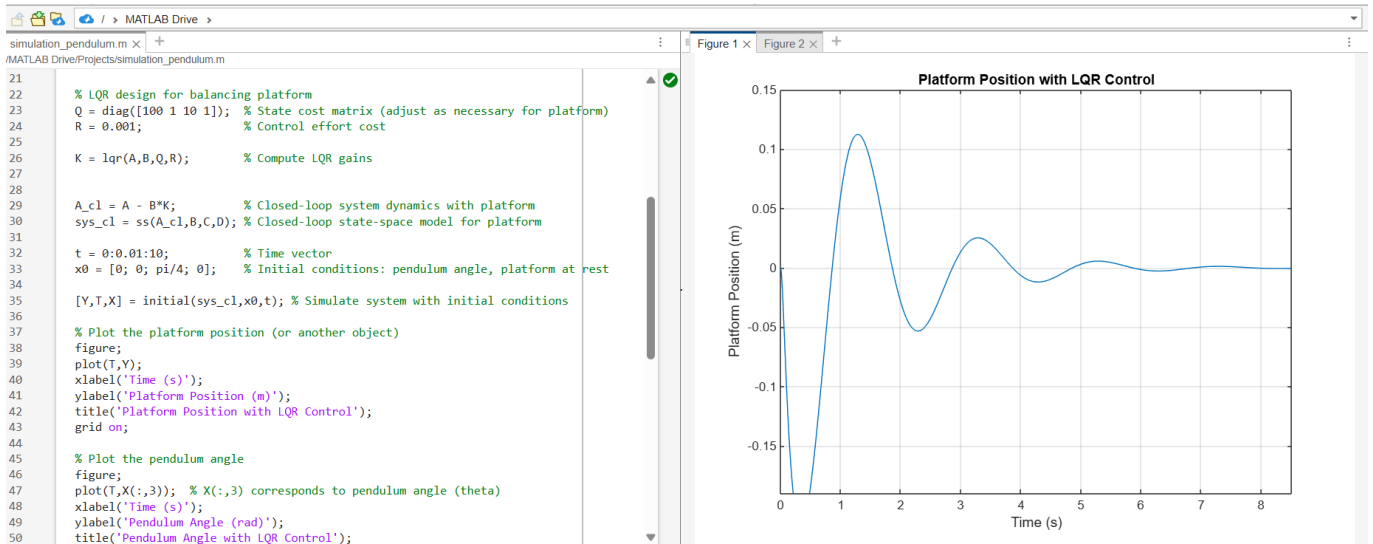 / > MATLAB Drive >
simulation_pendulum.m × +
/MATLAB Drive/Projects/simulation_pendulum.m
21
22 % LQR design for balancing platform
23 Q = diag([100 1 10 1]); % State cost matrix (adjust as necessary for platform)
24 R = 0.001; % Control effort cost
25
26 K = lqr(A,B,Q,R); % Compute LQR gains
27
28
29 A_cl = A - B*K; % Closed-loop system dynamics with platform
30 sys_cl = ss(A_cl,B,C,D); % Closed-loop state-space model for platform
31
32 t = 0:0.01:10; % Time vector
33 x0 = [0; 0; pi/4; 0]; % Initial conditions: pendulum angle, platform at rest
34
35 [Y,T,X] = initial(sys_cl,x0,t); % Simulate system with initial conditions
36
37 % Plot the platform position (or another object)
38 figure;
39 plot(T,Y);
40 xlabel('Time (s)');
41 ylabel('Platform Position (m)');
42 title('Platform Position with LQR Control');
43 grid on;
44
45 % Plot the pendulum angle
46 figure;
47 plot(T,X(:,3)); % X(:,3) corresponds to pendulum angle (theta)
48 xlabel('Time (s)');
49 ylabel('Pendulum Angle (rad)');
50 title('Pendulum Angle with LQR Control');
Figure 1 × Figure 2 × +
Platform Position with LQR Control
0.15
0.1
0.05
0
-0.05
-0.1
-0.15
Platform Position (m)
0 1 2 3 4 5 6 7 8
Time (s)